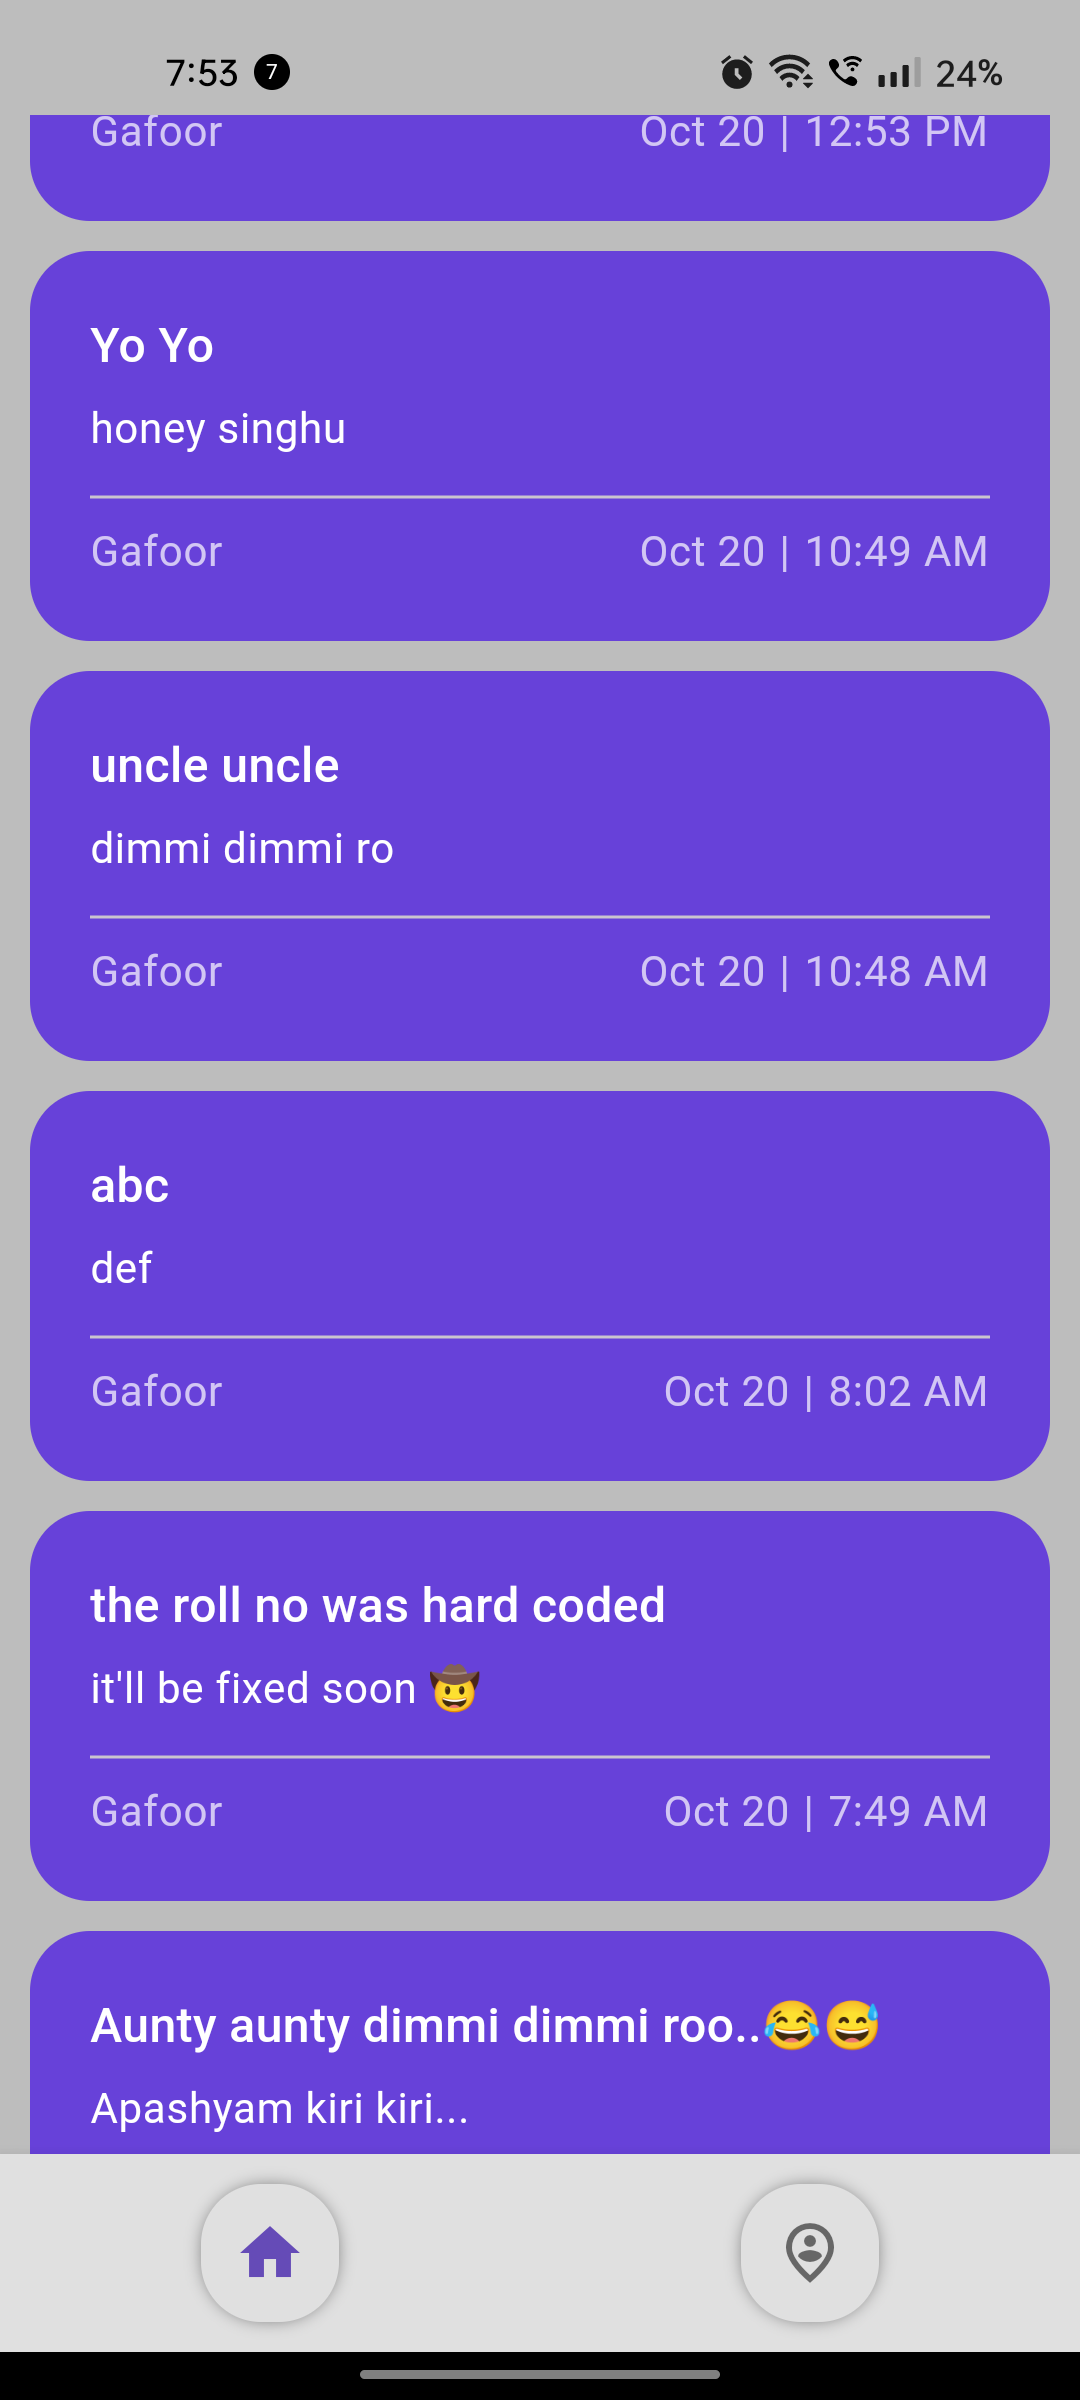 7:53 7 24%
Gafoor Oct 20 | 12:53 PM
Yo Yo
honey singhu
Gafoor Oct 20 | 10:49 AM
uncle uncle
dimmi dimmi ro
Gafoor Oct 20 | 10:48 AM
abc
def
Gafoor Oct 20 | 8:02 AM
the roll no was hard coded
it'll be fixed soon 🤠
Gafoor Oct 20 | 7:49 AM
Aunty aunty dimmi dimmi roo..😂😅
Apashyam kiri kiri...